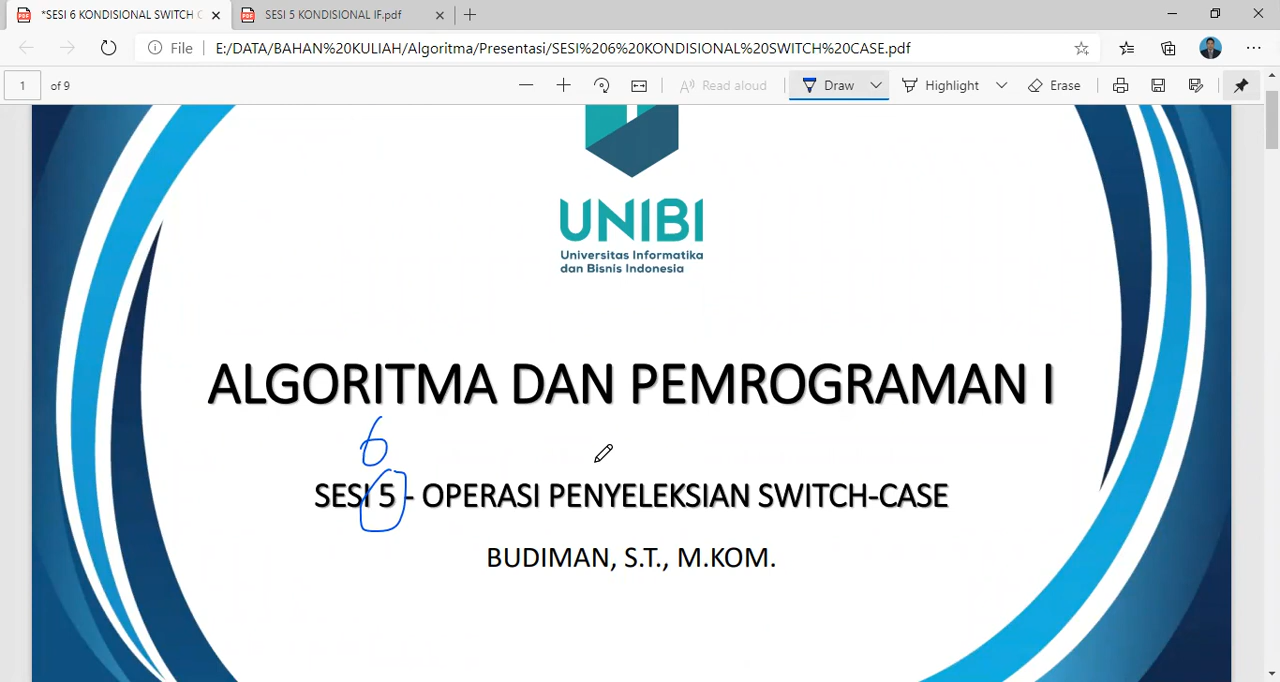 *SESI 6 KONDISIONAL SWITCH C
SESI 5 KONDISIONAL IF.pdf
File
E:/DATA/BAHAN%20KULIAH/Algoritma/Presentasi/SESI%206%20KONDISIONAL%20SWITCH%20CASE.pdf
1 of 9
Read aloud
Draw
Highlight
Erase
UNIBI
Universitas Informatika
dan Bisnis Indonesia
ALGORITMA DAN PEMROGRAMAN I
6
SESI 5 - OPERASI PENYELEKSIAN SWITCH-CASE
BUDIMAN, S.T., M.KOM.